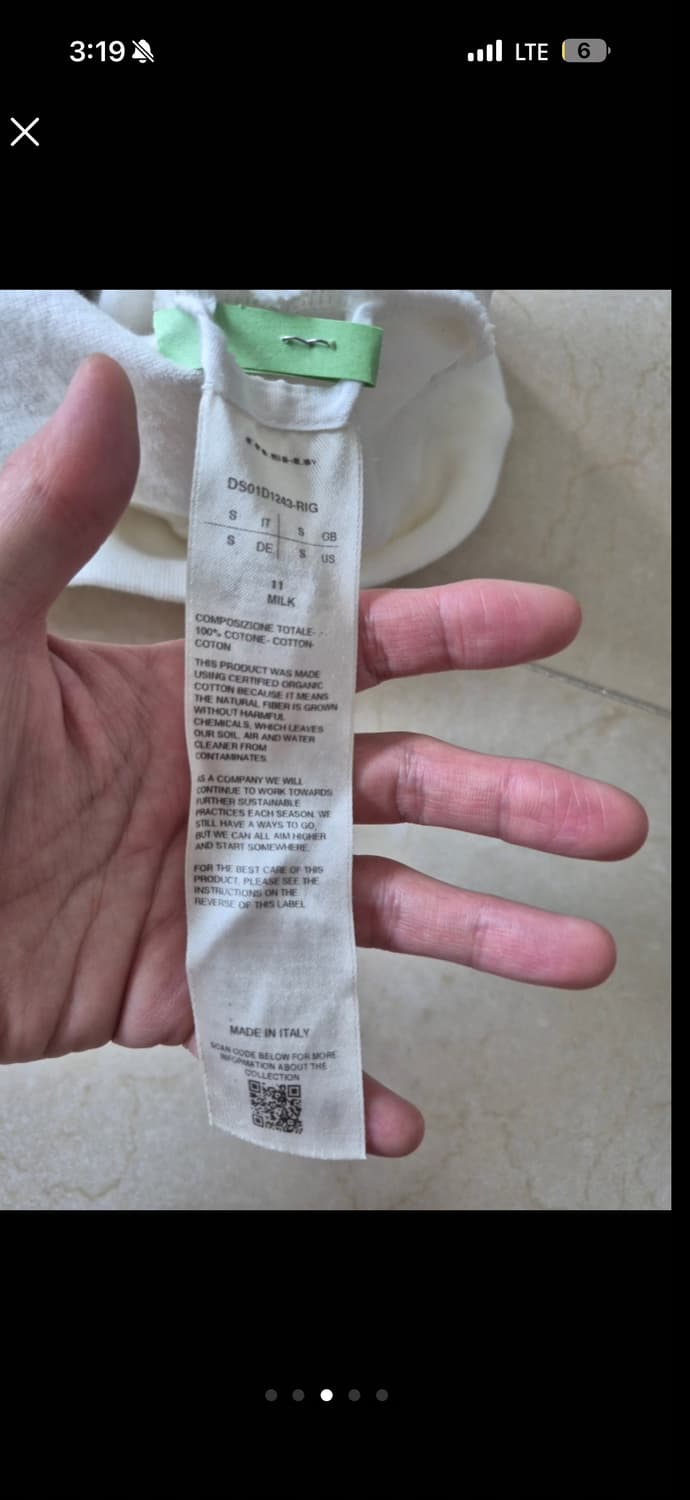 3:19
LTE
6
DS01D1243-RIG
S IT S GB
S DE S US
11
MILK
COMPOSIZIONE TOTALE- -
100% COTONE- COTTON-
COTON
THIS PRODUCT WAS MADE
USING CERTIFIED ORGANIC
COTTON BECAUSE IT MEANS
THE NATURAL FIBER IS GROWN
WITHOUT HARMFUL
CHEMICALS, WHICH LEAVES
OUR SOIL, AIR AND WATER
CLEANER FROM
CONTAMINATES.
AS A COMPANY WE WILL
CONTINUE TO WORK TOWARDS
FURTHER SUSTAINABLE
PRACTICES EACH SEASON. WE
STILL HAVE A WAYS TO GO,
BUT WE CAN ALL AIM HIGHER
AND START SOMEWHERE.
FOR THE BEST CARE OF THIS
PRODUCT, PLEASE SEE THE
INSTRUCTIONS ON THE
REVERSE OF THIS LABEL
MADE IN ITALY
SCAN CODE BELOW FOR MORE
INFORMATION ABOUT THE
COLLECTION